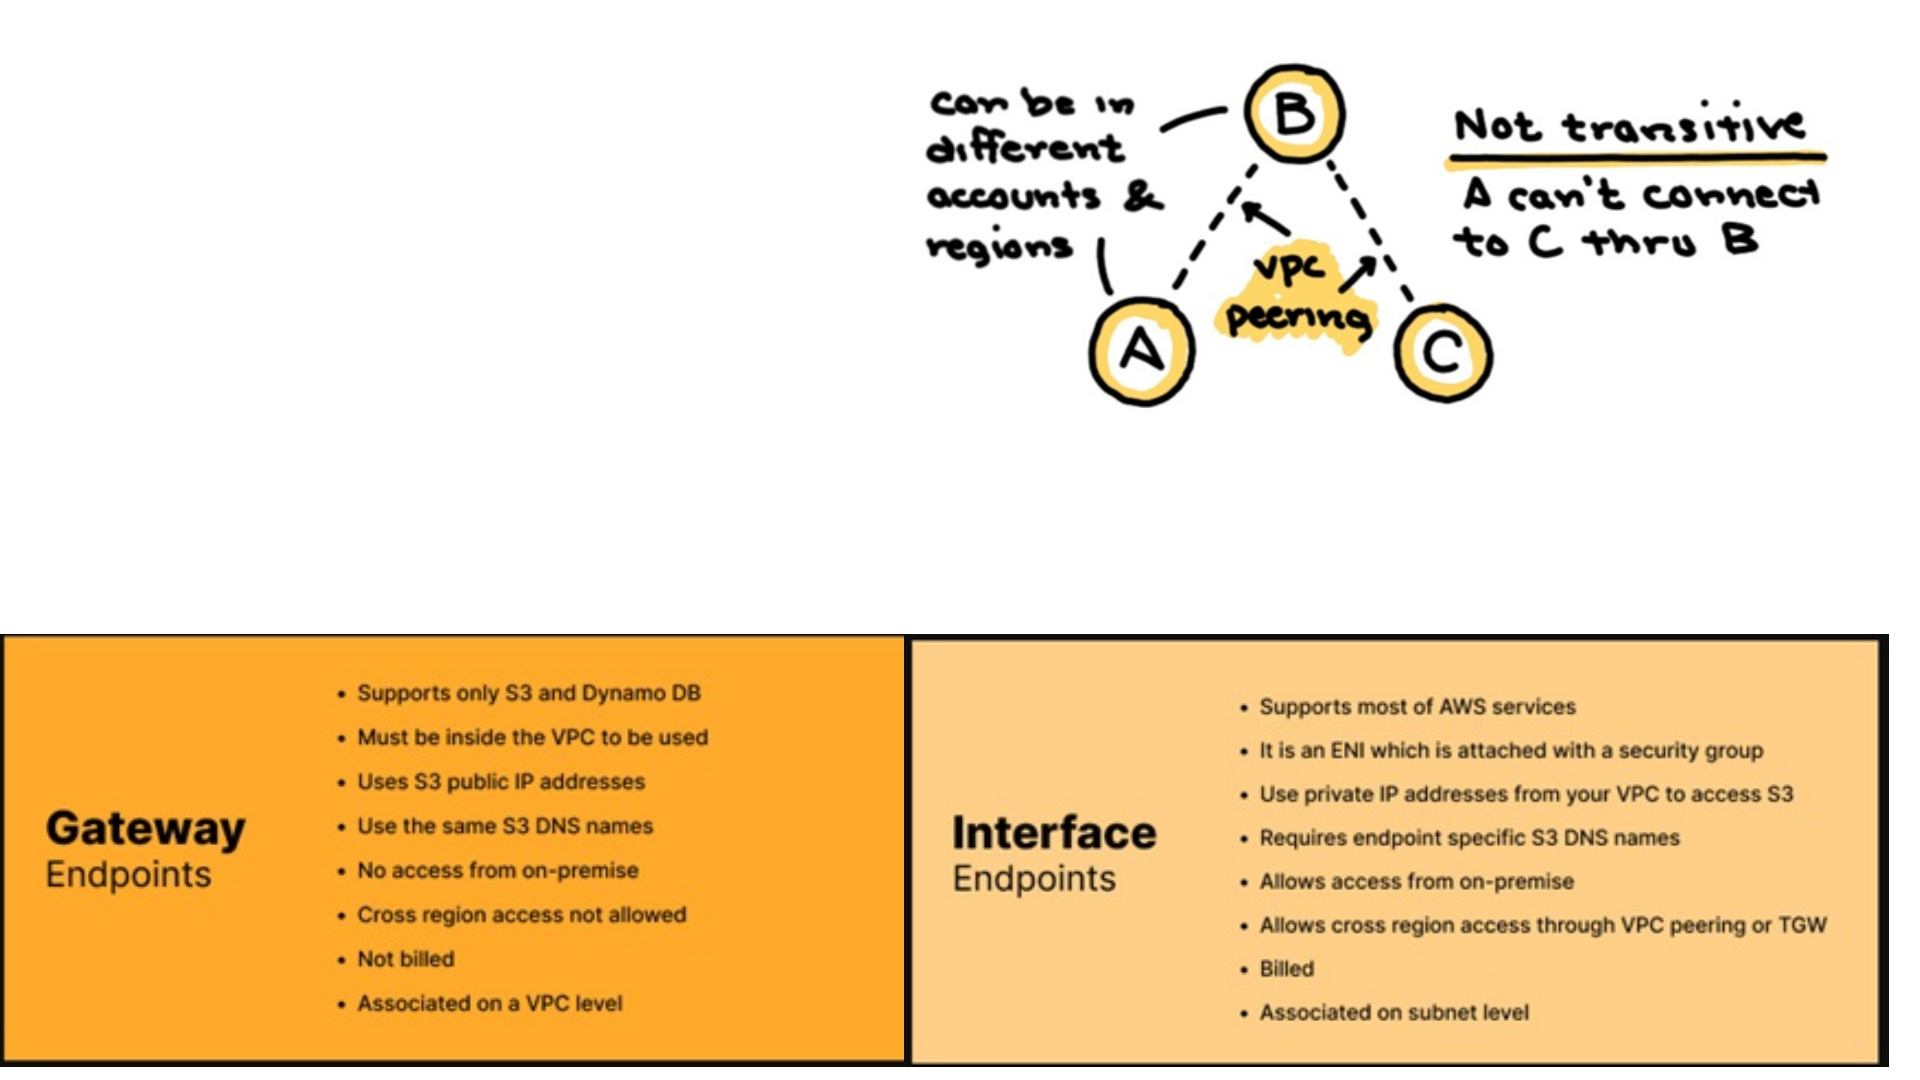 can be in
different
accounts &
regions
B
A
C
vpc
peering
Not transitive
A can't connect
to C thru B
Gateway
Endpoints
• Supports only S3 and Dynamo DB
• Must be inside the VPC to be used
• Uses S3 public IP addresses
• Use the same S3 DNS names
• No access from on-premise
• Cross region access not allowed
• Not billed
• Associated on a VPC level
Interface
Endpoints
• Supports most of AWS services
• It is an ENI which is attached with a security group
• Use private IP addresses from your VPC to access S3
• Requires endpoint specific S3 DNS names
• Allows access from on-premise
• Allows cross region access through VPC peering or TGW
• Billed
• Associated on subnet level